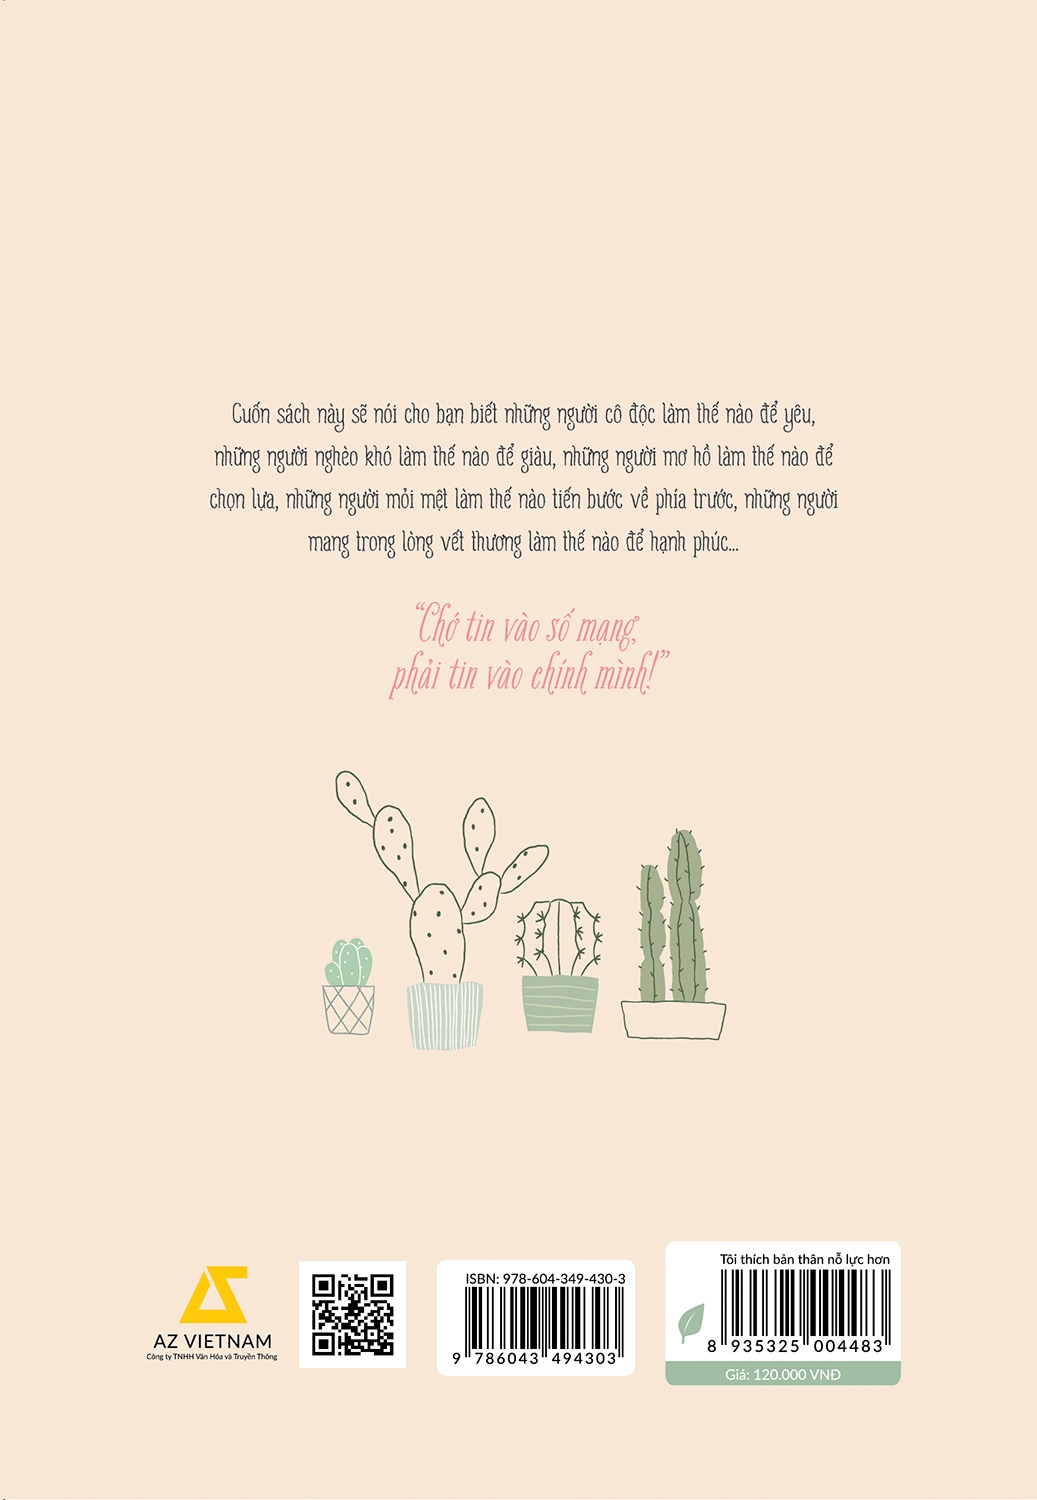 Cuốn sách này sẽ nói cho bạn biết những người cô độc làm thế nào để yêu,
những người nghèo khó làm thế nào để giàu, những người mơ hồ làm thế nào để
chọn lựa, những người mỏi mệt làm thế nào tiến bước về phía trước, những người
mang trong lòng vết thương làm thế nào để hạnh phúc...
“Chớ tin vào số mạng,
phải tin vào chính mình!”
AZ VIETNAM
Công ty TNHH Văn Hóa và Truyền Thông
ISBN: 978-604-349-430-3
9 786043 494303
Tôi thích bản thân nỗ lực hơn
8 935325 004483
Giá: 120.000 VNĐ